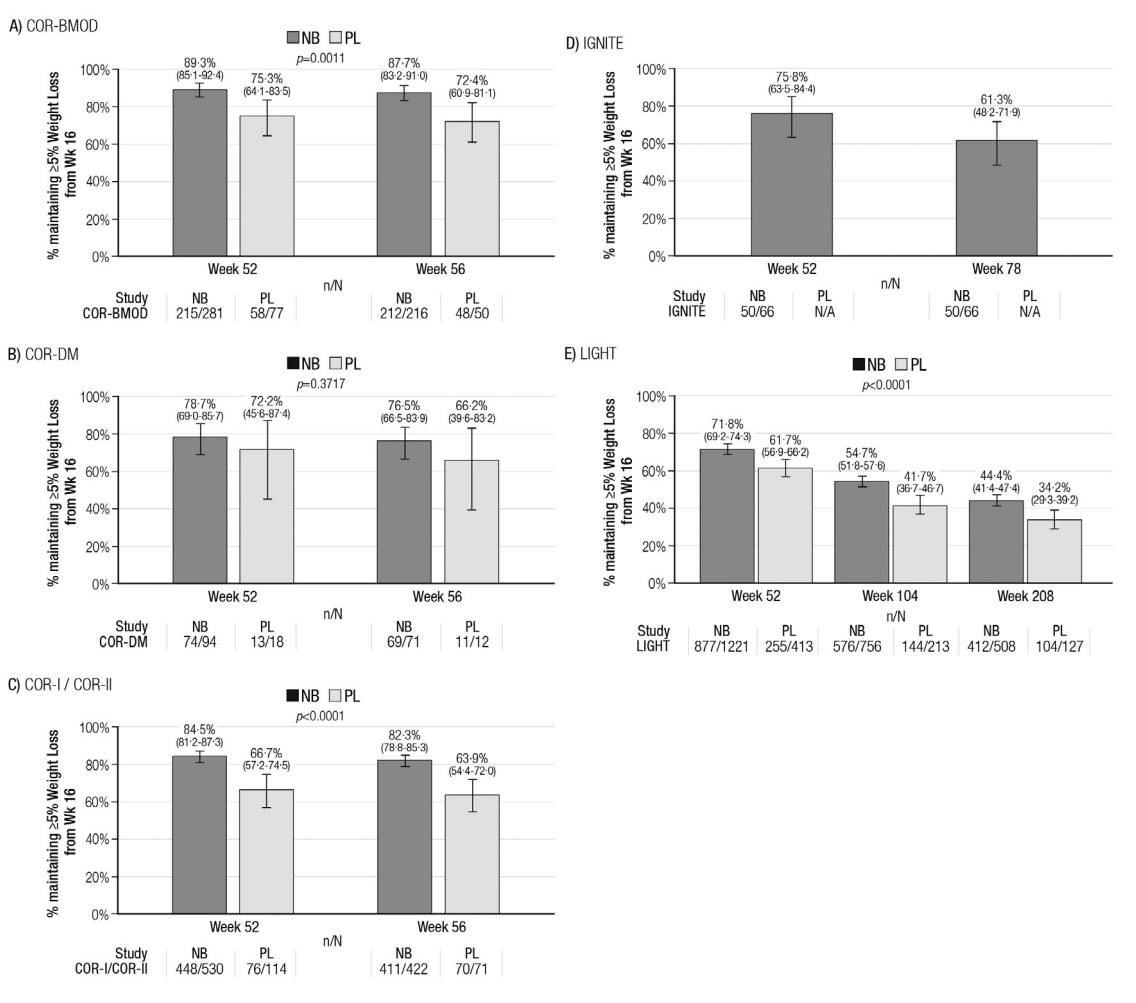 A) COR-BMOD
NB PL
p=0.0011
% maintaining ≥5% Weight Loss
from Wk 16
100%
80%
60%
40%
20%
0%
89·3%
(85·1-92·4)
75·3%
(64·1-83·5)
87·7%
(83·2-91·0)
72·4%
(60·9-81·1)
Week 52 Week 56
n/N
Study NB PL NB PL
COR-BMOD 215/281 58/77 212/216 48/50
B) COR-DM
NB PL
p=0.3717
% maintaining ≥5% Weight Loss
from Wk 16
100%
80%
60%
40%
20%
0%
78·7%
(69·0-85·7)
72·2%
(45·6-87·4)
76·5%
(66·5-83·9)
66·2%
(39·6-83·2)
Week 52 Week 56
n/N
Study NB PL NB PL
COR-DM 74/94 13/18 69/71 11/12
C) COR-I / COR-II
NB PL
p<0.0001
% maintaining ≥5% Weight Loss
from Wk 16
100%
80%
60%
40%
20%
0%
84·5%
(81·2-87·3)
66·7%
(57·2-74·5)
82·3%
(78·8-85·3)
63·9%
(54·4-72·0)
Week 52 Week 56
n/N
Study NB PL NB PL
COR-I/COR-II 448/530 76/114 411/422 70/71
D) IGNITE
% maintaining ≥5% Weight Loss
from Wk 16
100%
80%
60%
40%
20%
0%
75·8%
(63·5-84·4)
61·3%
(48·2-71·9)
Week 52 Week 78
n/N
Study NB PL NB PL
IGNITE 50/66 N/A 50/66 N/A
E) LIGHT
NB PL
p<0.0001
% maintaining ≥5% Weight Loss
from Wk 16
100%
80%
60%
40%
20%
0%
71·8%
(69·2-74·3)
61·7%
(56·9-66·2)
54·7%
(51·8-57·6)
41·7%
(36·7-46·7)
44·4%
(41·4-47·4)
34·2%
(29·3-39·2)
Week 52 Week 104 Week 208
n/N
Study NB PL NB PL NB PL
LIGHT 877/1221 255/413 576/756 144/213 412/508 104/127